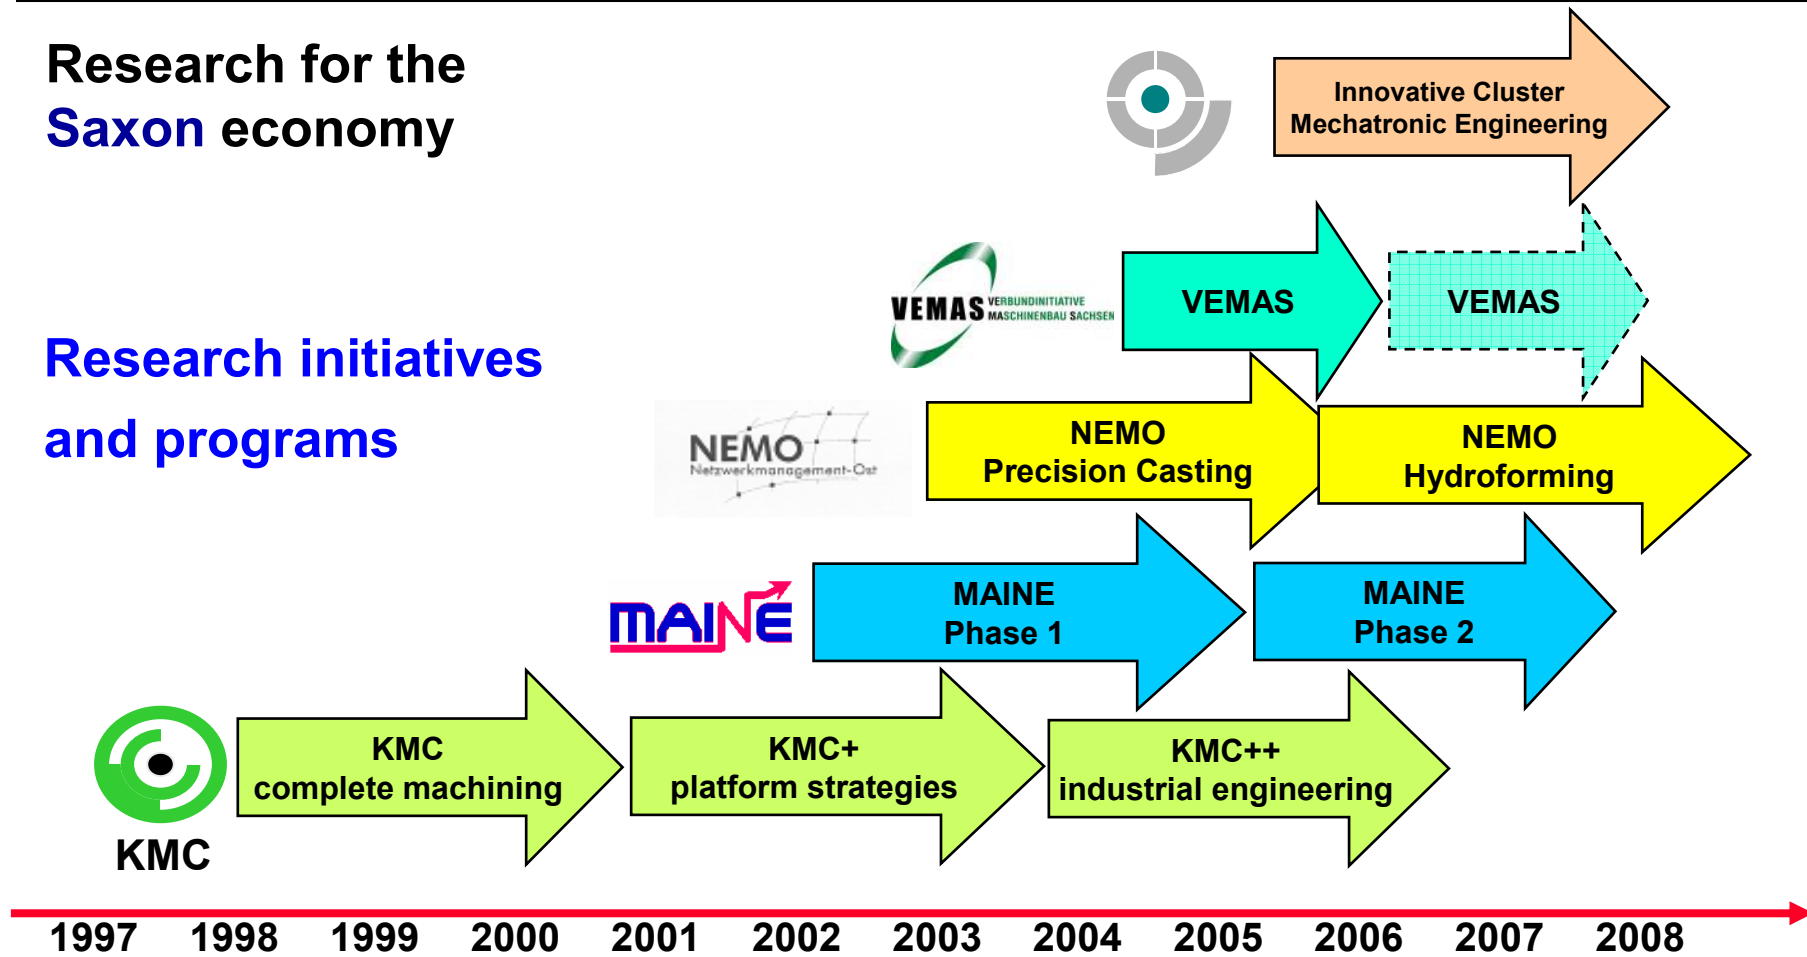 Research for the
Saxon economy
Innovative Cluster
Mechatronic Engineering
VEMAS VERBUNDINITIATIVE
MASCHINENBAU SACHSEN
VEMAS
VEMAS
Research initiatives
and programs
NEMO
Netzwerkmanagement-Ost
NEMO
Precision Casting
NEMO
Hydroforming
MAINE
MAINE
Phase 1
MAINE
Phase 2
KMC
KMC
complete machining
KMC+
platform strategies
KMC++
industrial engineering
1997 1998 1999 2000 2001 2002 2003 2004 2005 2006 2007 2008